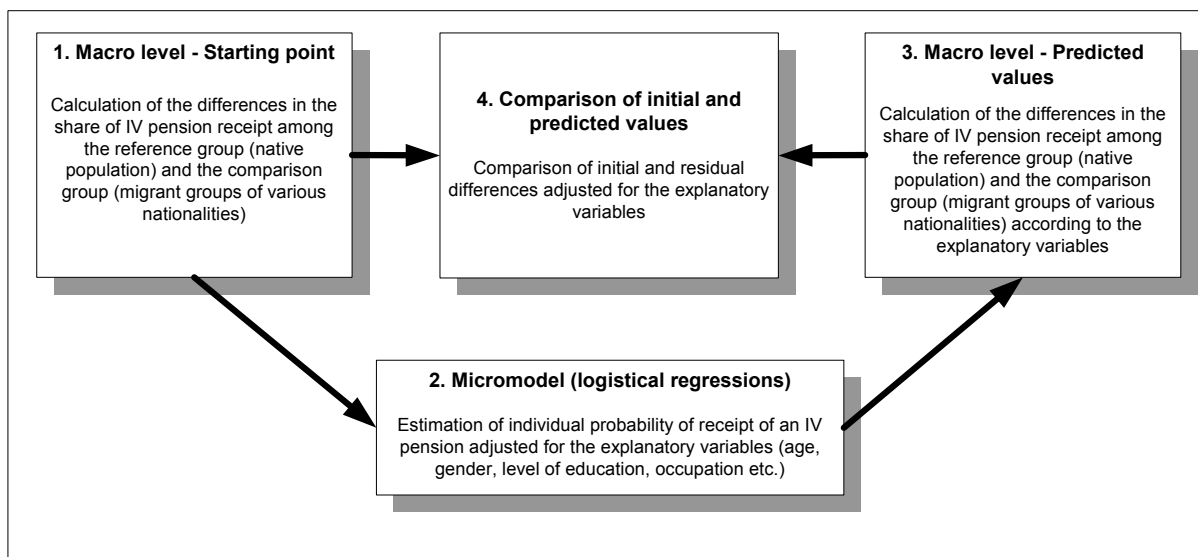 1. Macro level - Starting point
Calculation of the differences in the
share of IV pension receipt among
the reference group (native
population) and the comparison
group (migrant groups of various
nationalities)
4. Comparison of initial and
predicted values
Comparison of initial and residual
differences adjusted for the explanatory
variables
3. Macro level - Predicted
values
Calculation of the differences in the
share of IV pension receipt among
the reference group (native
population) and the comparison
group (migrant groups of various
nationalities) according to the
explanatory variables
2. Micromodel (logistical regressions)
Estimation of individual probability of receipt of an IV
pension adjusted for the explanatory variables (age,
gender, level of education, occupation etc.)